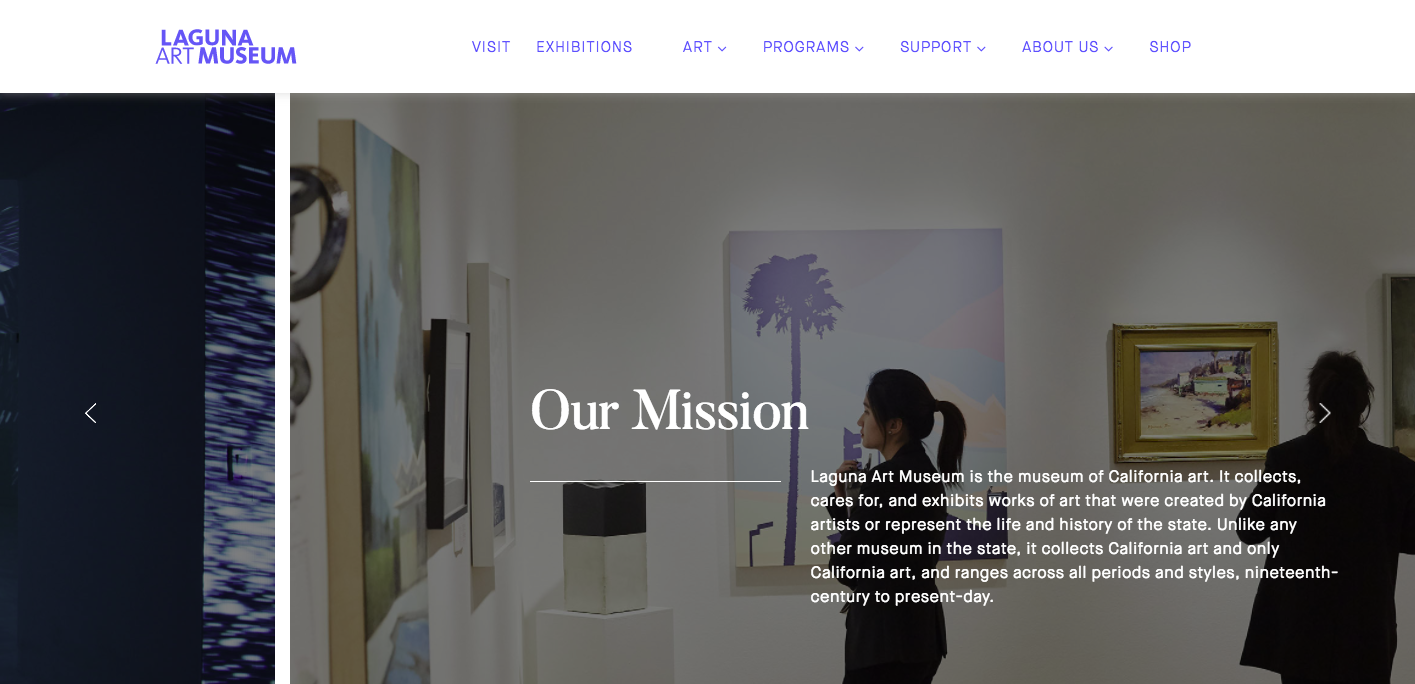 LAGUNA
ART MUSEUM
VISIT
EXHIBITIONS
ART
PROGRAMS
SUPPORT
ABOUT US
SHOP
Our Mission
Laguna Art Museum is the museum of California art. It collects,
cares for, and exhibits works of art that were created by California
artists or represent the life and history of the state. Unlike any
other museum in the state, it collects California art and only
California art, and ranges across all periods and styles, nineteenth-
century to present-day.